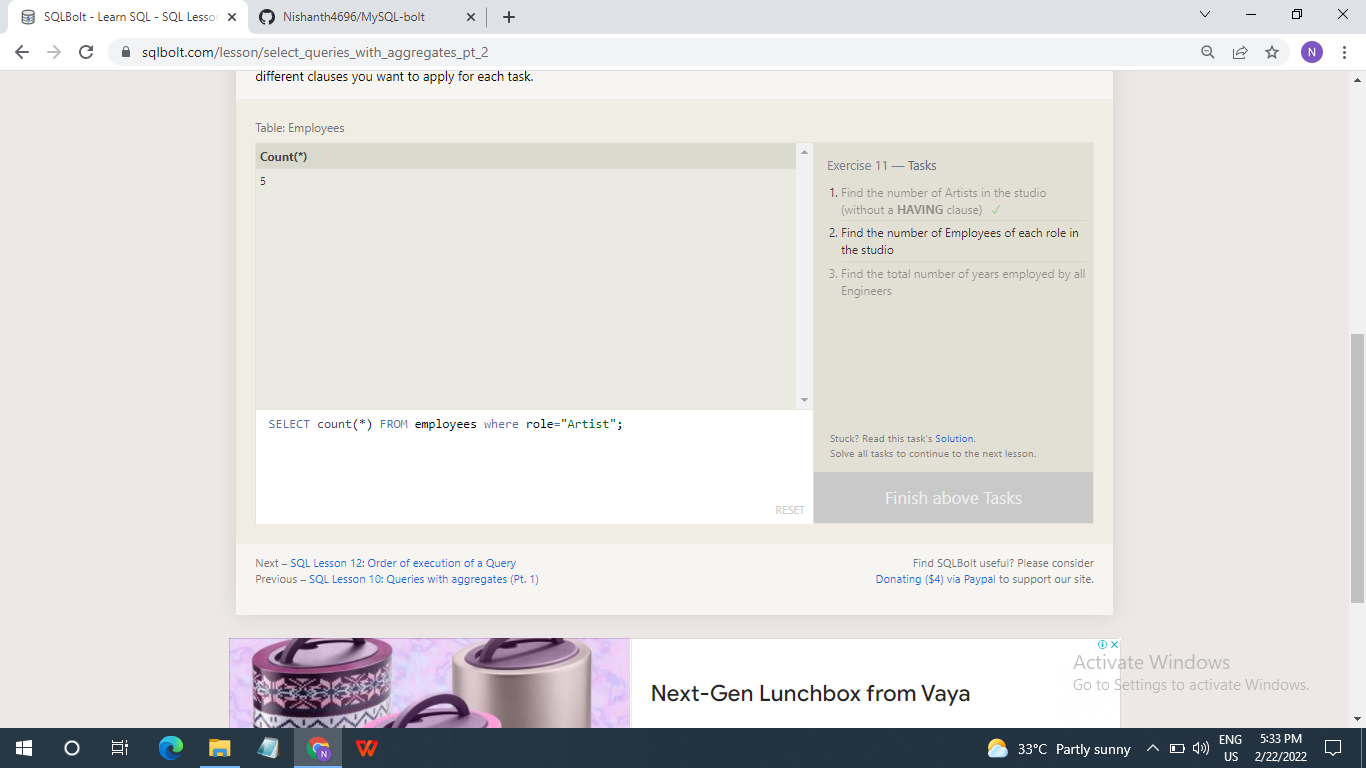 SQLBolt - Learn SQL - SQL Lesson
Nishanth4696/MySQL-bolt
sqlbolt.com/lesson/select_queries_with_aggregates_pt_2
N
different clauses you want to apply for each task.
Table: Employees
Count(*)
5
Exercise 11 — Tasks
1. Find the number of Artists in the studio
(without a HAVING clause) ✓
2. Find the number of Employees of each role in
the studio
3. Find the total number of years employed by all
Engineers
SELECT count(*) FROM employees where role="Artist";
RESET
Stuck? Read this task's Solution.
Solve all tasks to continue to the next lesson.
Finish above Tasks
Next – SQL Lesson 12: Order of execution of a Query
Previous – SQL Lesson 10: Queries with aggregates (Pt. 1)
Find SQLBolt useful? Please consider
Donating ($4) via Paypal to support our site.
Next-Gen Lunchbox from Vaya
Activate Windows
Go to Settings to activate Windows.
N
33°C Partly sunny
ENG
US
5:33 PM
2/22/2022